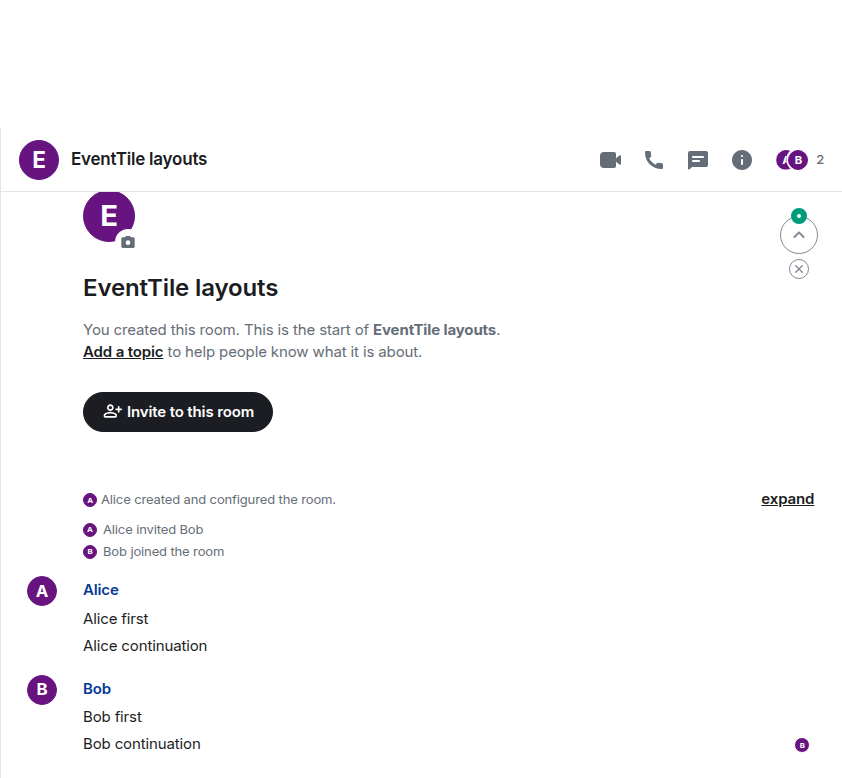 E EventTile layouts A B 2
E
EventTile layouts
You created this room. This is the start of EventTile layouts.
Add a topic to help people know what it is about.
Invite to this room
A Alice created and configured the room. expand
A Alice invited Bob
B Bob joined the room
A Alice
Alice first
Alice continuation
B Bob
Bob first
Bob continuation B